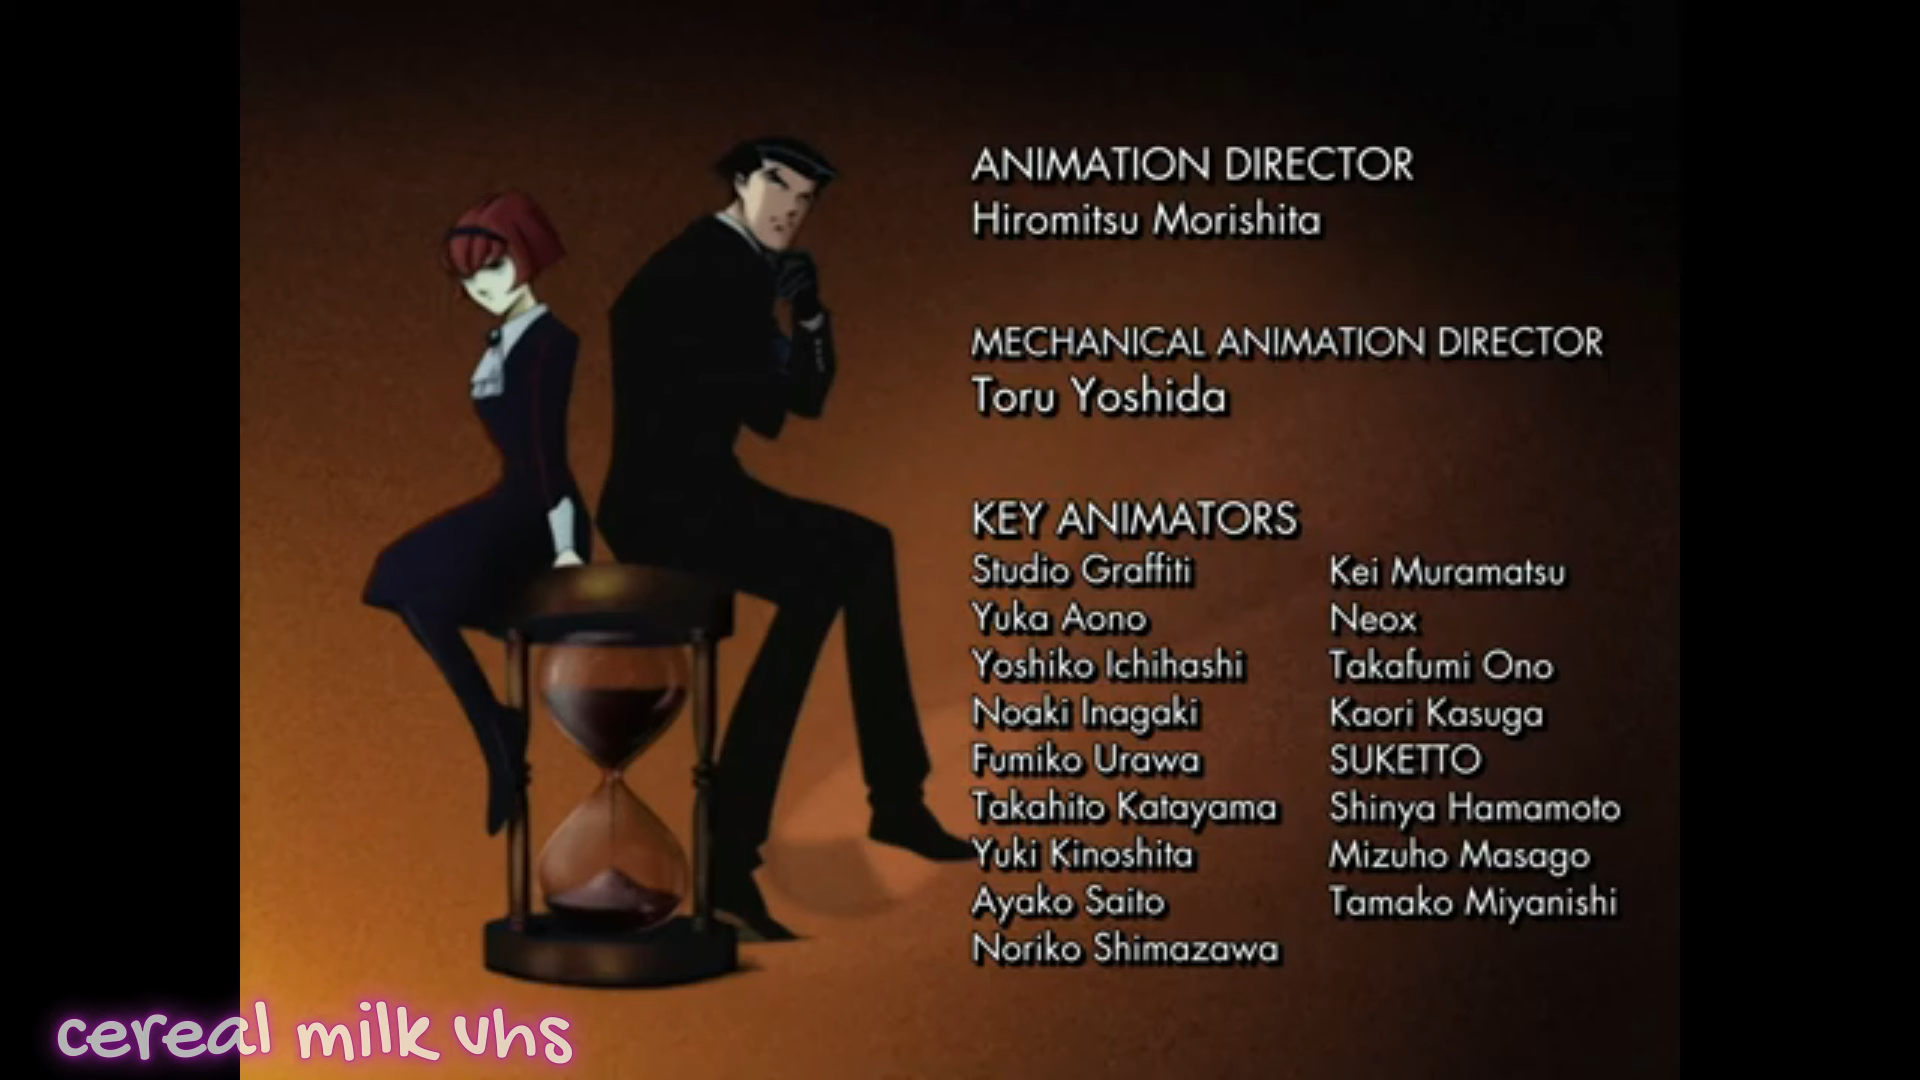 ANIMATION DIRECTOR
Hiromitsu Morishita
MECHANICAL ANIMATION DIRECTOR
Toru Yoshida
KEY ANIMATORS
Studio Graffiti
Yuka Aono
Yoshiko Ichihashi
Noaki Inagaki
Fumiko Urawa
Takahito Katayama
Yuki Kinoshita
Ayako Saito
Noriko Shimazawa
Kei Muramatsu
Neox
Takafumi Ono
Kaori Kasuga
SUKETTO
Shinya Hamamoto
Mizuho Masago
Tamako Miyanishi
cereal milk vhs